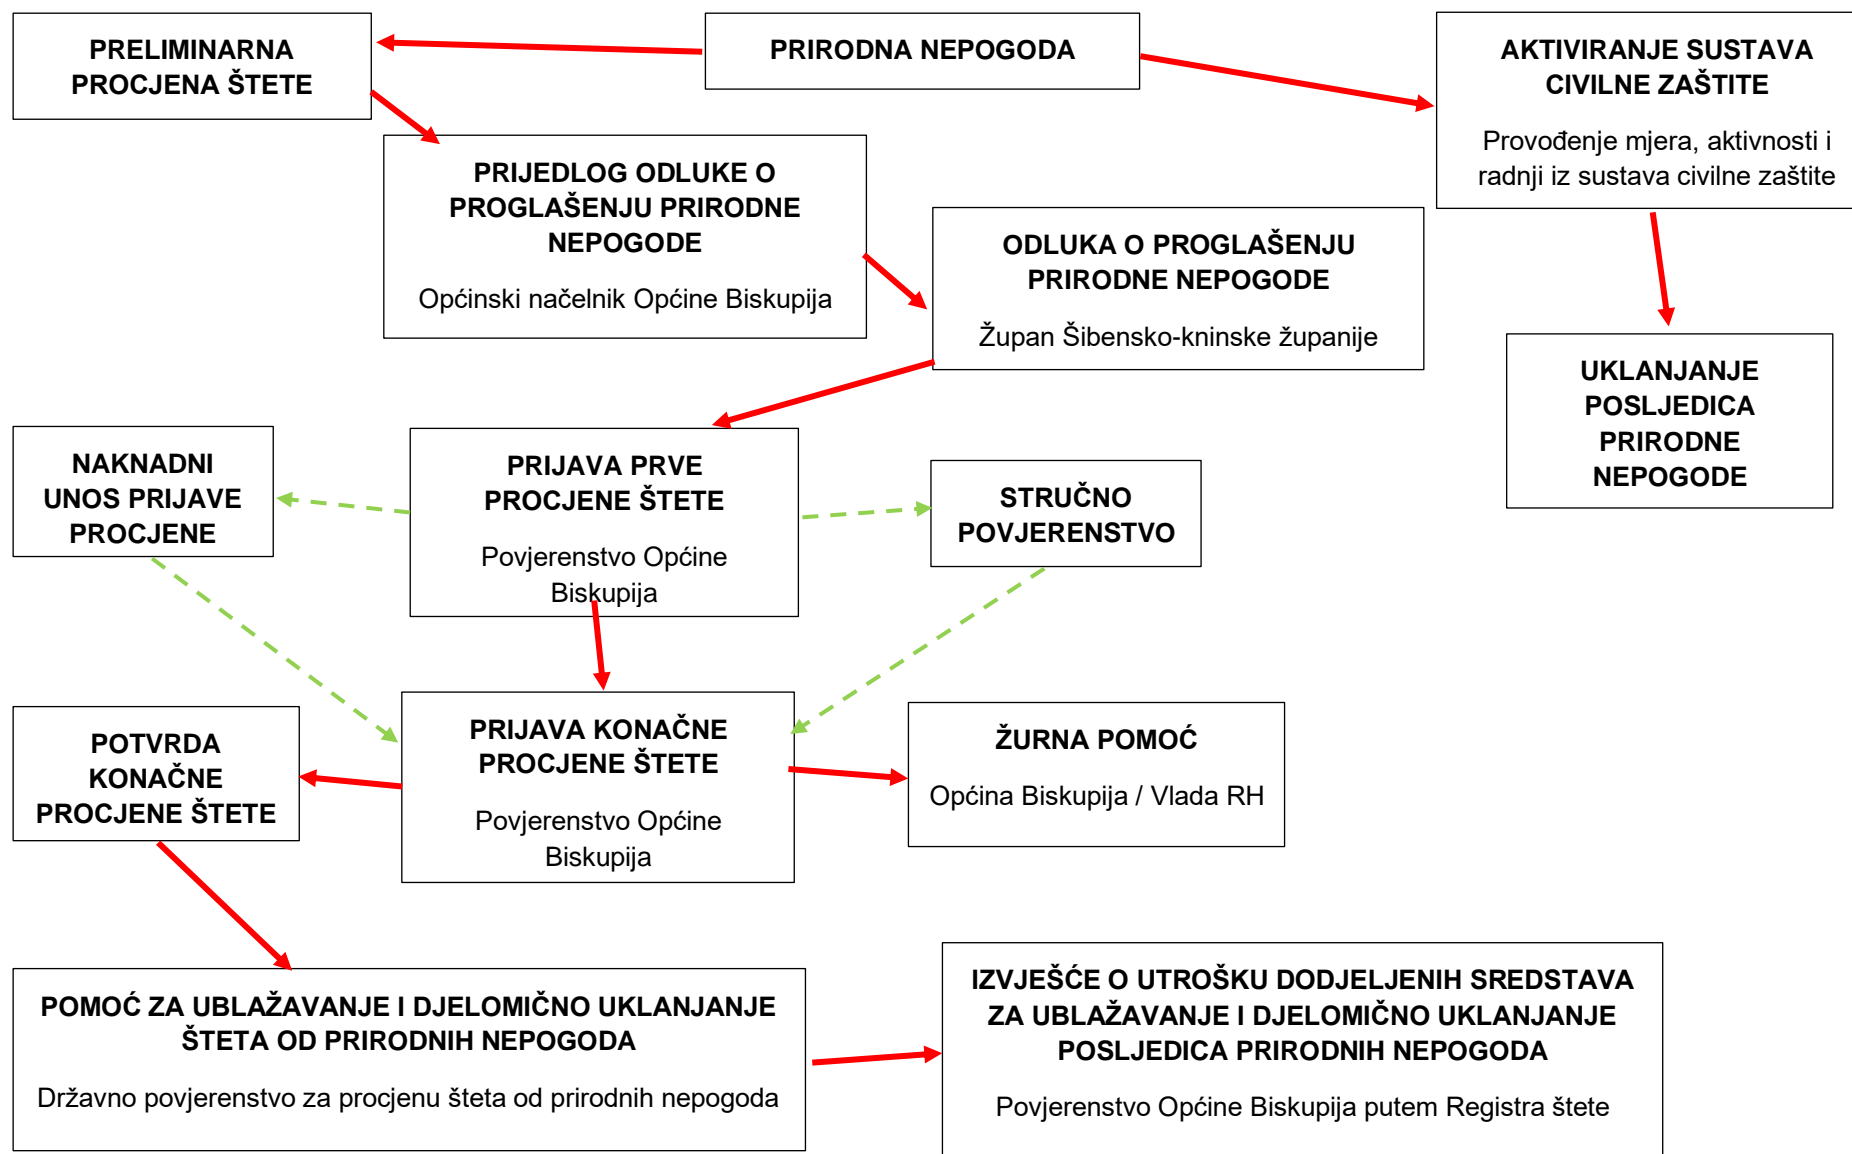 PRELIMINARNA
PROCJENA ŠTETE
PRIRODNA NEPOGODA
AKTIVIRANJE SUSTAVA
CIVILNE ZAŠTITE
Provođenje mjera, aktivnosti i
radnji iz sustava civilne zaštite
PRIJEDLOG ODLUKE O
PROGLAŠENJU PRIRODNE
NEPOGODE
Općinski načelnik Općine Biskupija
ODLUKA O PROGLAŠENJU
PRIRODNE NEPOGODE
Župan Šibensko-kninske županije
UKLANJANJE
POSLJEDICA
PRIRODNE
NEPOGODE
NAKNADNI
UNOS PRIJAVE
PROCJENE
PRIJAVA PRVE
PROCJENE ŠTETE
Povjerenstvo Općine
Biskupija
STRUČNO
POVJERENSTVO
POTVRDA
KONAČNE
PROCJENE ŠTETE
PRIJAVA KONAČNE
PROCJENE ŠTETE
Povjerenstvo Općine
Biskupija
ŽURNA POMOĆ
Općina Biskupija / Vlada RH
POMOĆ ZA UBLAŽAVANJE I DJELOMIČNO UKLANJANJE
ŠTETA OD PRIRODNIH NEPOGODA
Državno povjerenstvo za procjenu šteta od prirodnih nepogoda
IZVJEŠĆE O UTROŠKU DODJELJENIH SREDSTAVA
ZA UBLAŽAVANJE I DJELOMIČNO UKLANJANJE
POSLJEDICA PRIRODNIH NEPOGODA
Povjerenstvo Općine Biskupija putem Registra štete